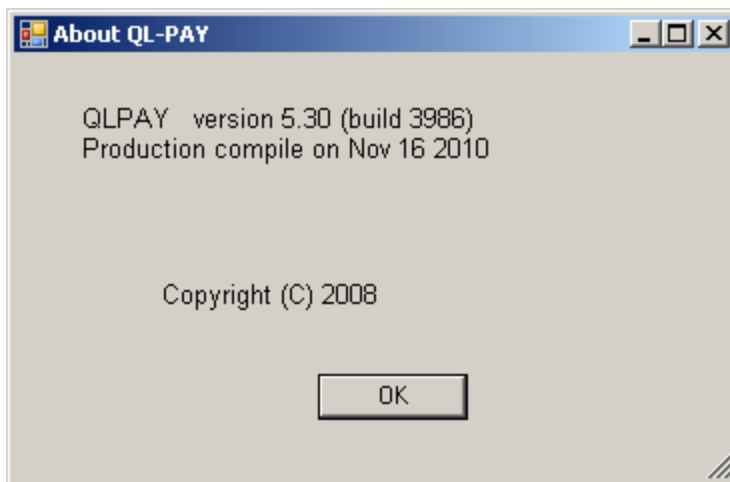 About QL-PAY
QLPAY version 5.30 (build 3986)
Production compile on Nov 16 2010
Copyright (C) 2008
OK